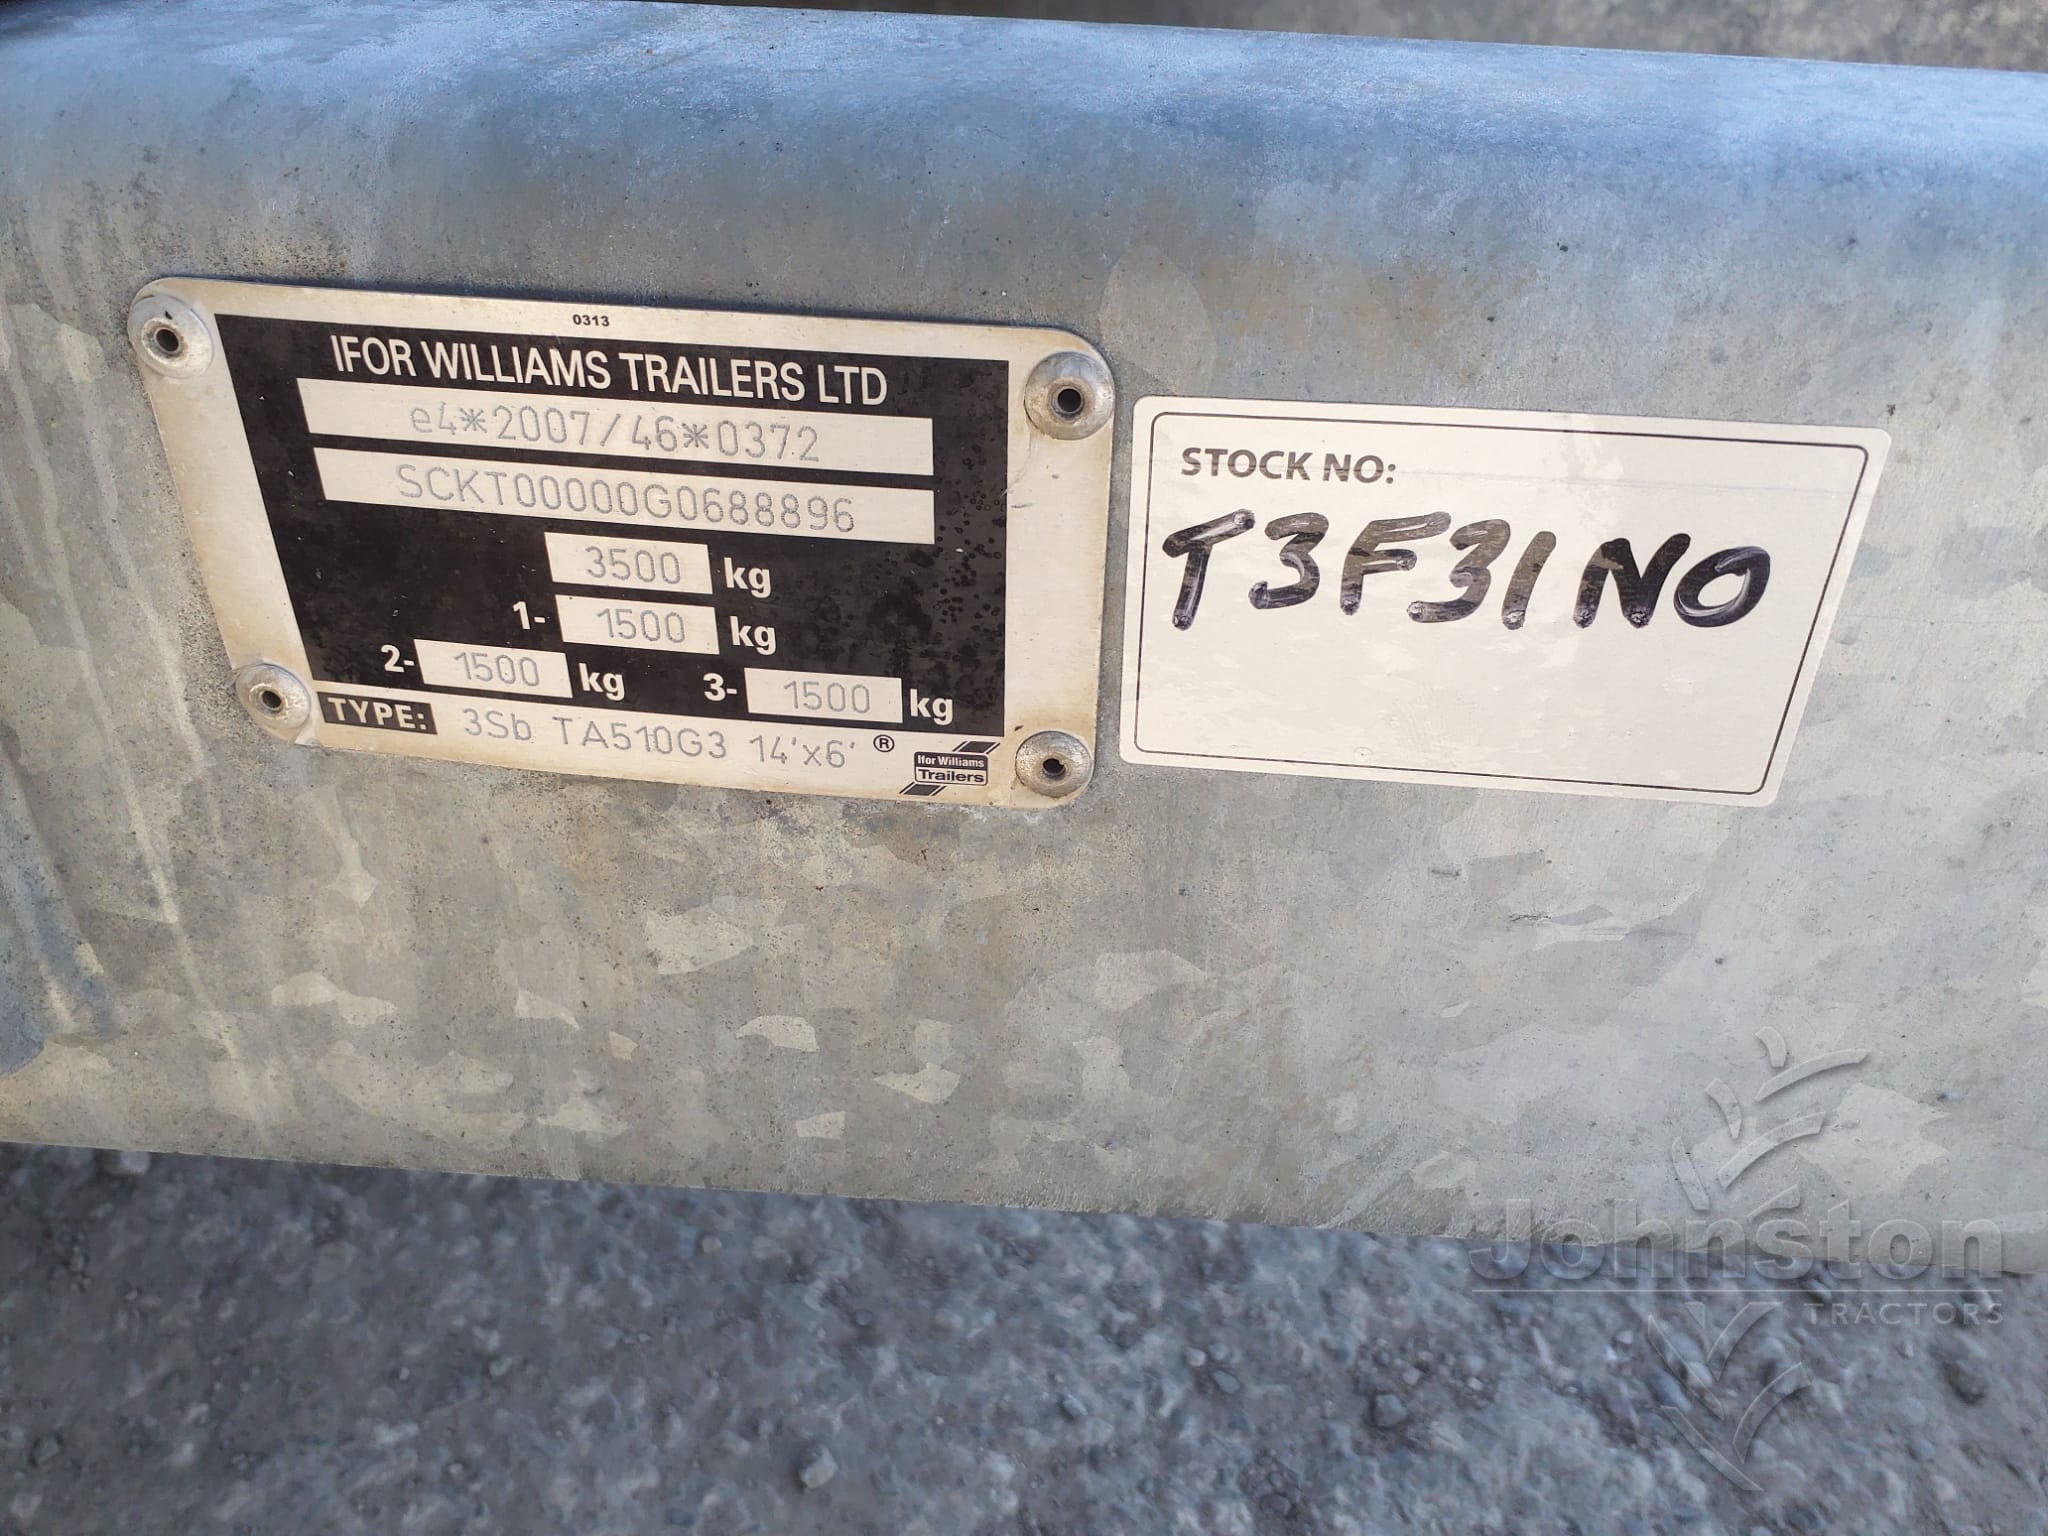 0313
IFOR WILLIAMS TRAILERS LTD
e4*2007/46*0372
SCKT00000G0688896
3500 kg
1- 1500 kg
2- 1500 kg 3- 1500 kg
TYPE: 3Sb TA510G3 14'x6' ®
Ifor Williams
Trailers
STOCK NO:
T3F31NO
Johnston
TRACTORS